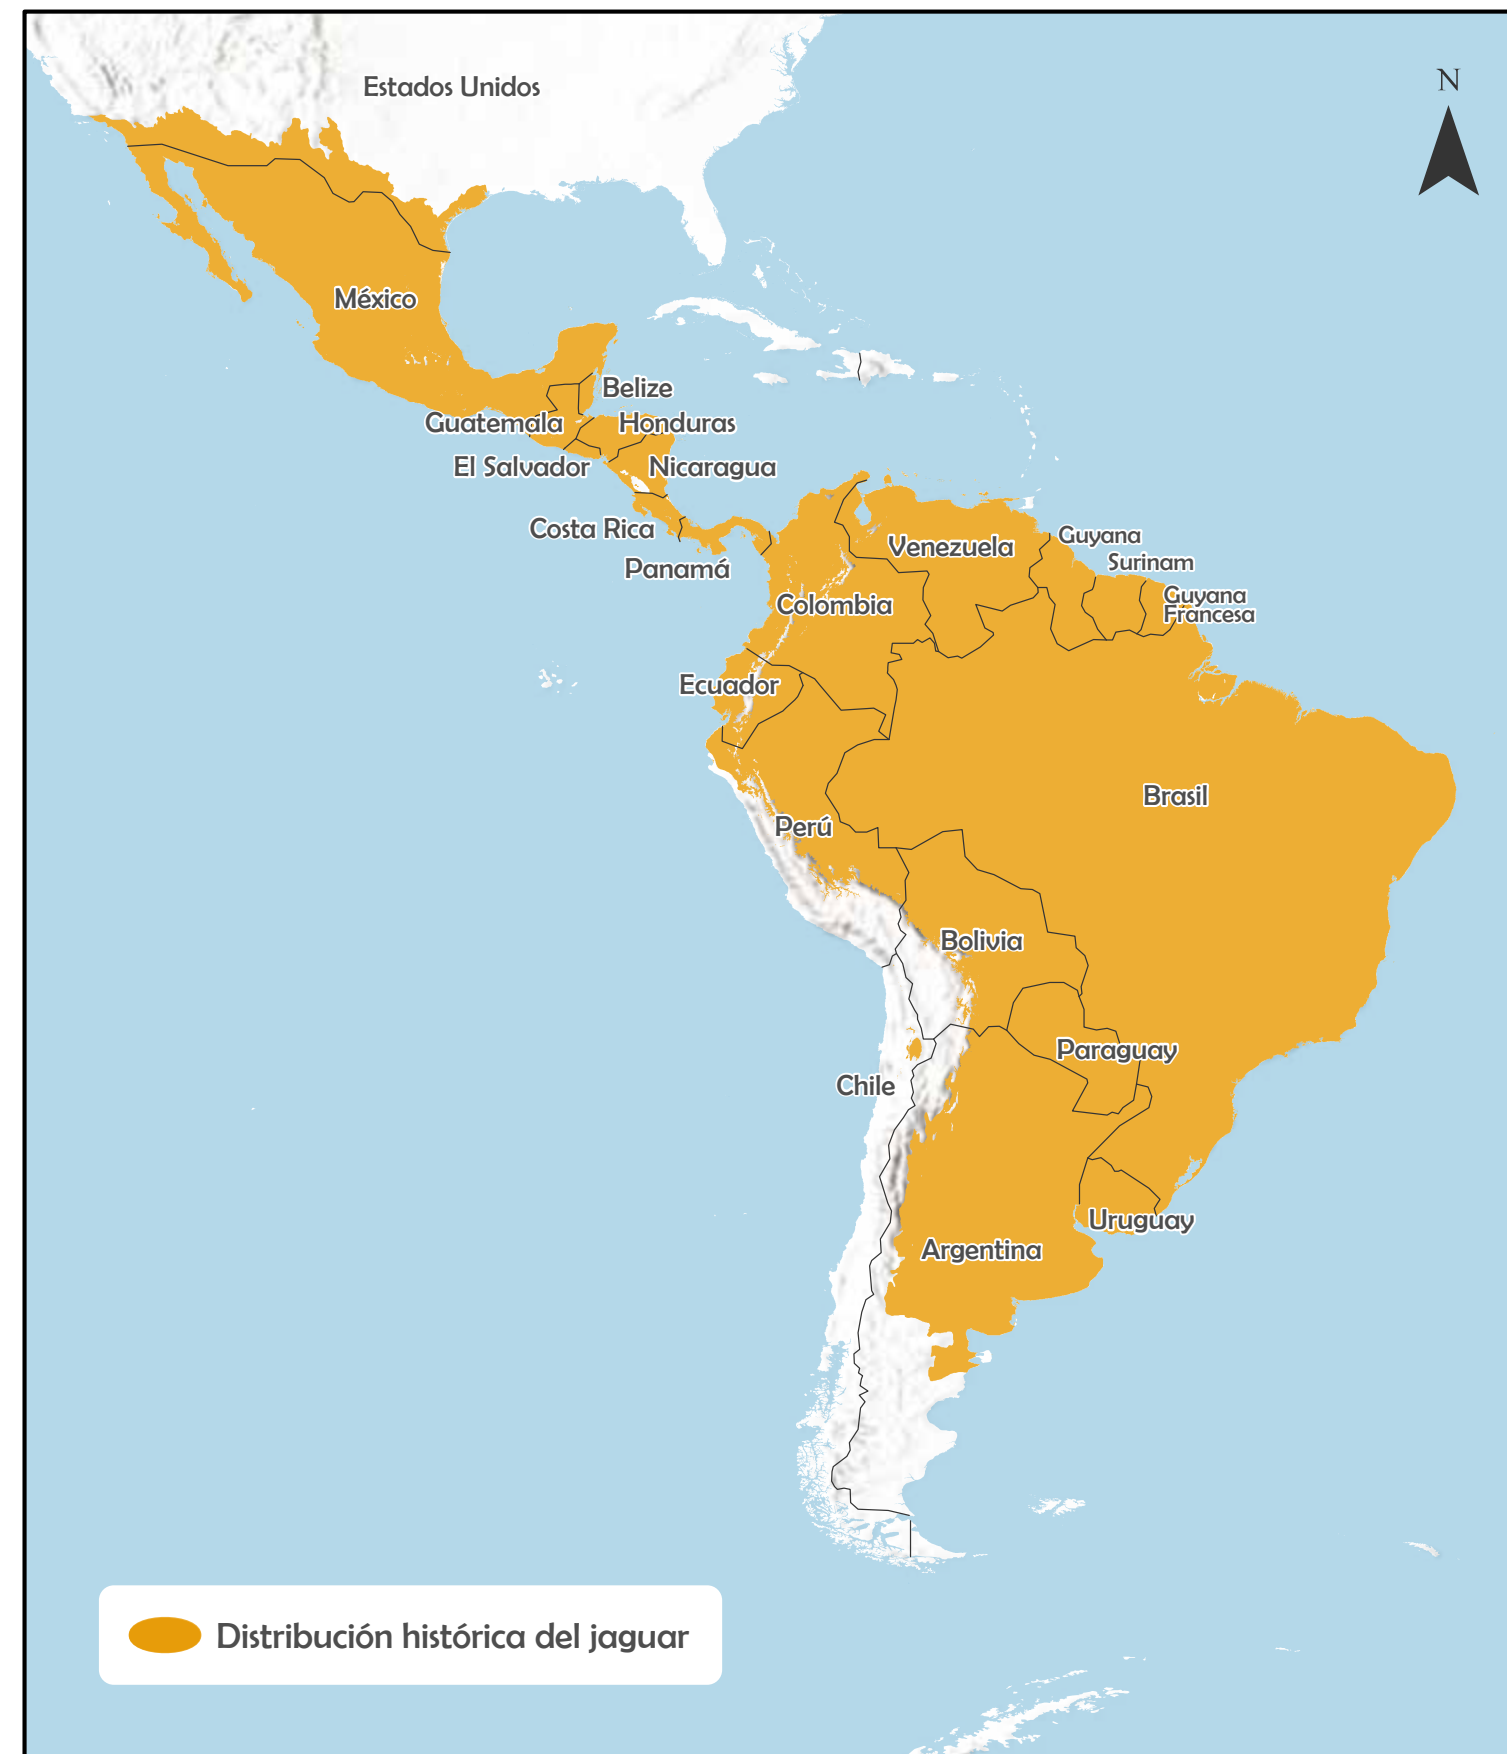 N
Estados Unidos
México
Belize
Guatemala
Honduras
El Salvador
Nicaragua
Costa Rica
Panamá
Venezuela
Guyana
Surinam
Guyana
Francesa
Colombia
Ecuador
Brasil
Perú
Bolivia
Paraguay
Chile
Uruguay
Argentina
Distribución histórica del jaguar